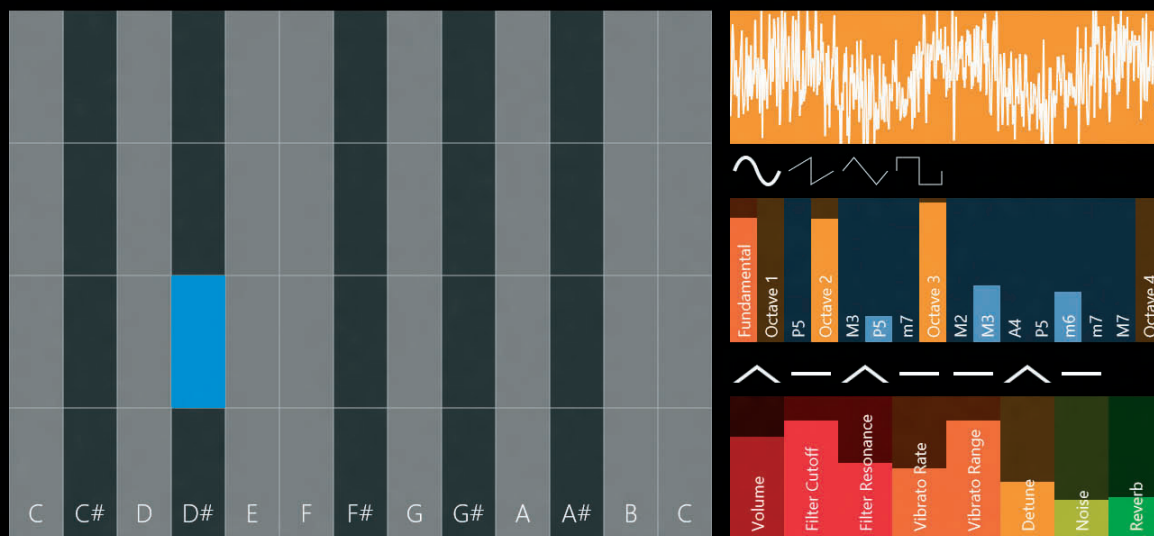 C C# D D# E F F# G G# A A# B C
Fundamental
Octave 1
P5
Octave 2
M3
P5
m7
Octave 3
M2
M3
A4
P5
m6
m7
M7
Octave 4
Volume
Filter Cutoff
Filter Resonance
Vibrato Rate
Vibrato Range
Detune
Noise
Reverb